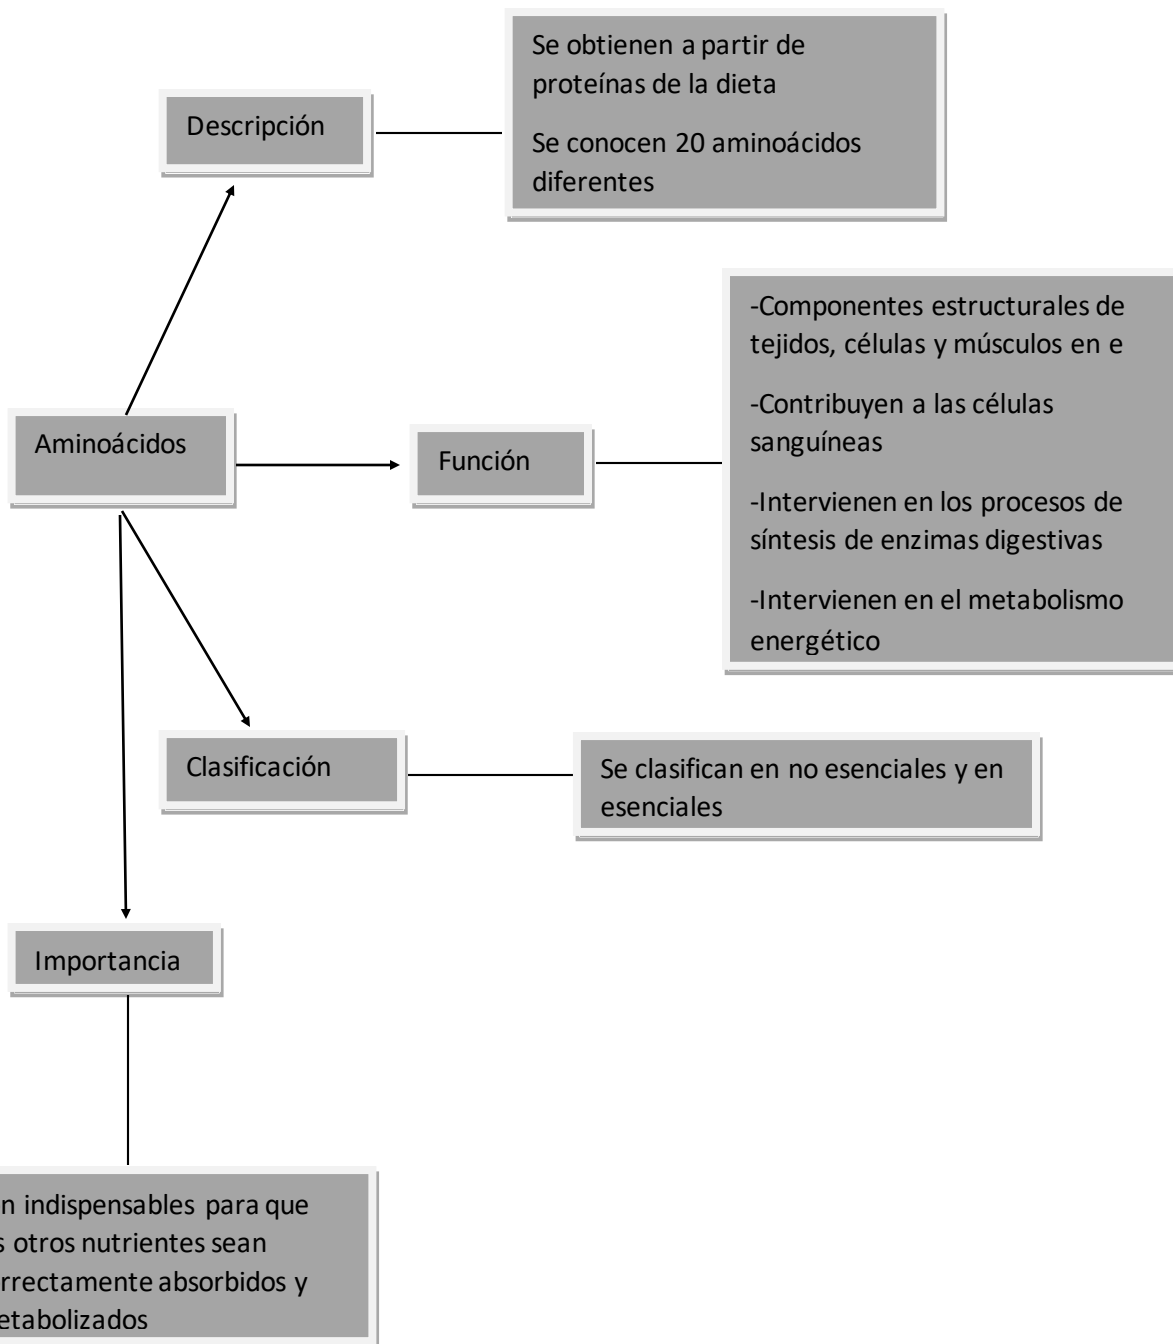 Se obtienen a partir de
proteínas de la dieta
Se conocen 20 aminoácidos
diferentes
Descripción
-Componentes estructurales de
tejidos, células y músculos en e
-Contribuyen a las células
sanguíneas
-Intervienen en los procesos de
síntesis de enzimas digestivas
-Intervienen en el metabolismo
energético
Aminoácidos
Función
Clasificación
Se clasifican en no esenciales y en
esenciales
Importancia
n indispensables para que
s otros nutrientes sean
rrectamente absorbidos y
etabolizados